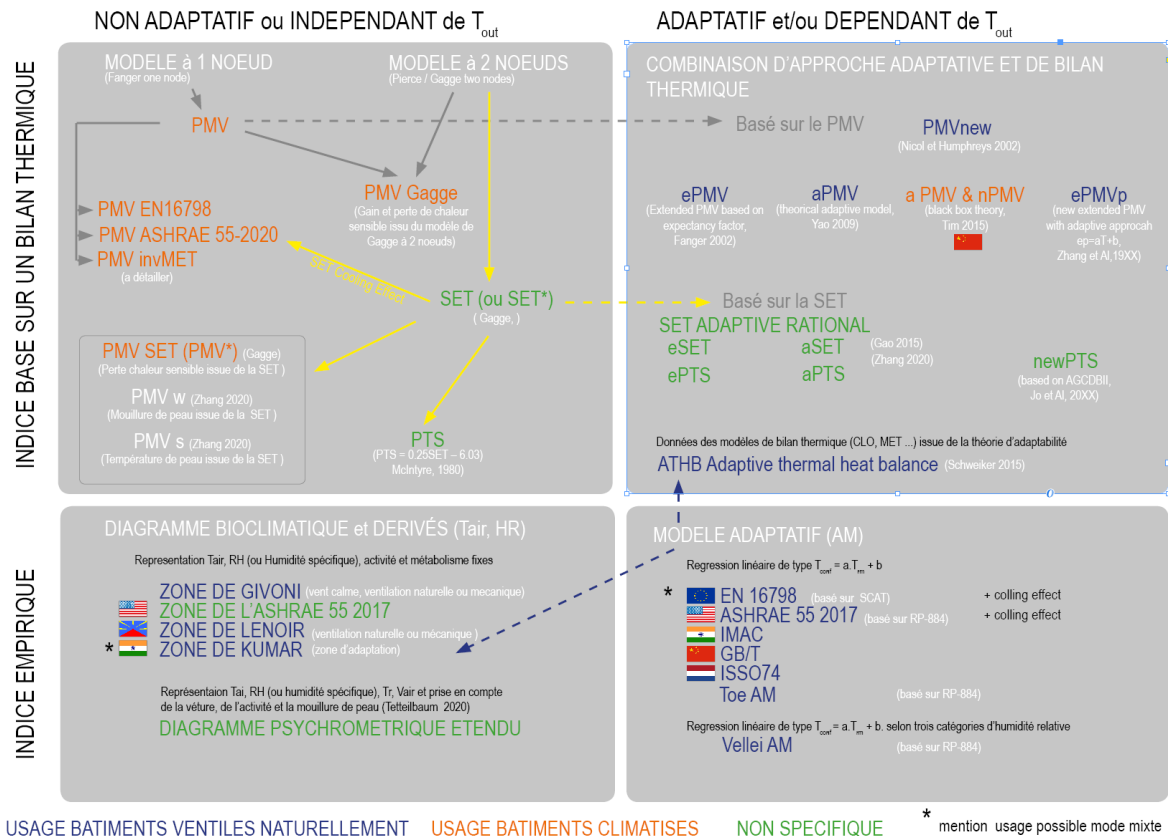 NON ADAPTATIF ou INDEPENDANT de Tout
ADAPTATIF et/ou DEPENDANT de Tout
INDICE BASE SUR UN BILAN THERMIQUE
MODELE à 1 NOEUD
(Fanger one node)
MODELE à 2 NOEUDS
(Pierce / Gagge two nodes)
PMV
PMV Gagge
(Gain et perte de chaleur
sensible issu du modèle de
Gagge à 2 noeuds)
PMV EN16798
PMV ASHRAE 55-2020
PMV invMET
(a détailler)
SET Cooling Effect
SET (ou SET*)
( Gagge, )
PMV SET (PMV*) (Gagge)
(Perte chaleur sensible issue de la SET )
PMV w (Zhang 2020)
(Mouillure de peau issue de la SET )
PMV s (Zhang 2020)
(Température de peau issue de la SET )
PTS
(PTS = 0.25SET – 6.03)
McIntyre, 1980)
COMBINAISON D'APPROCHE ADAPTATIVE ET DE BILAN
THERMIQUE
Basé sur le PMV
PMVnew
(Nicol et Humphreys 2002)
ePMV
(Extended PMV based on
expectancy factor,
Fanger 2002)
aPMV
(theorical adaptive model,
Yao 2009)
a PMV & nPMV
(black box theory,
Tim 2015)
ePMVp
(new extended PMV
with adaptive approcah
ep=aT+b,
Zhang et Al,19XX)
Basé sur la SET
SET ADAPTIVE RATIONAL
eSET
aSET
(Gao 2015)
(Zhang 2020)
ePTS
aPTS
newPTS
(based on AGCDBII,
Jo et Al, 20XX)
Données des modèles de bilan thermique (CLO, MET ...) issue de la théorie d'adaptabilité
ATHB Adaptive thermal heat balance (Schweiker 2015)
INDICE EMPIRIQUE
DIAGRAMME BIOCLIMATIQUE et DERIVÉS (Tair, HR)
Representation Tair, RH (ou Humidité spécifique), activité et métabolisme fixes
ZONE DE GIVONI (vent calme, ventilation naturelle ou mecanique)
ZONE DE L'ASHRAE 55 2017
ZONE DE LENOIR (ventilation naturelle ou mécanique )
* ZONE DE KUMAR (zone d'adaptation)
Représentaion Tai, RH (ou humidité spécifique), Tr, Vair et prise en compte
de la véture, de l'activité et la mouillure de peau (Tetteilbaum 2020)
DIAGRAMME PSYCHROMETRIQUE ETENDU
MODELE ADAPTATIF (AM)
Regression linéaire de type Tconf = a.Trm + b
* EN 16798 (basé sur SCAT) + colling effect
ASHRAE 55 2017 (basé sur RP-884) + colling effect
IMAC
GB/T
ISSO74
Toe AM (basé sur RP-884)
Regression linéaire de type Tconf = a.Trm + b. selon trois catégories d'humidité relative
Vellei AM (basé sur RP-884)
USAGE BATIMENTS VENTILES NATURELLEMENT
USAGE BATIMENTS CLIMATISES
NON SPECIFIQUE
* mention usage possible mode mixte